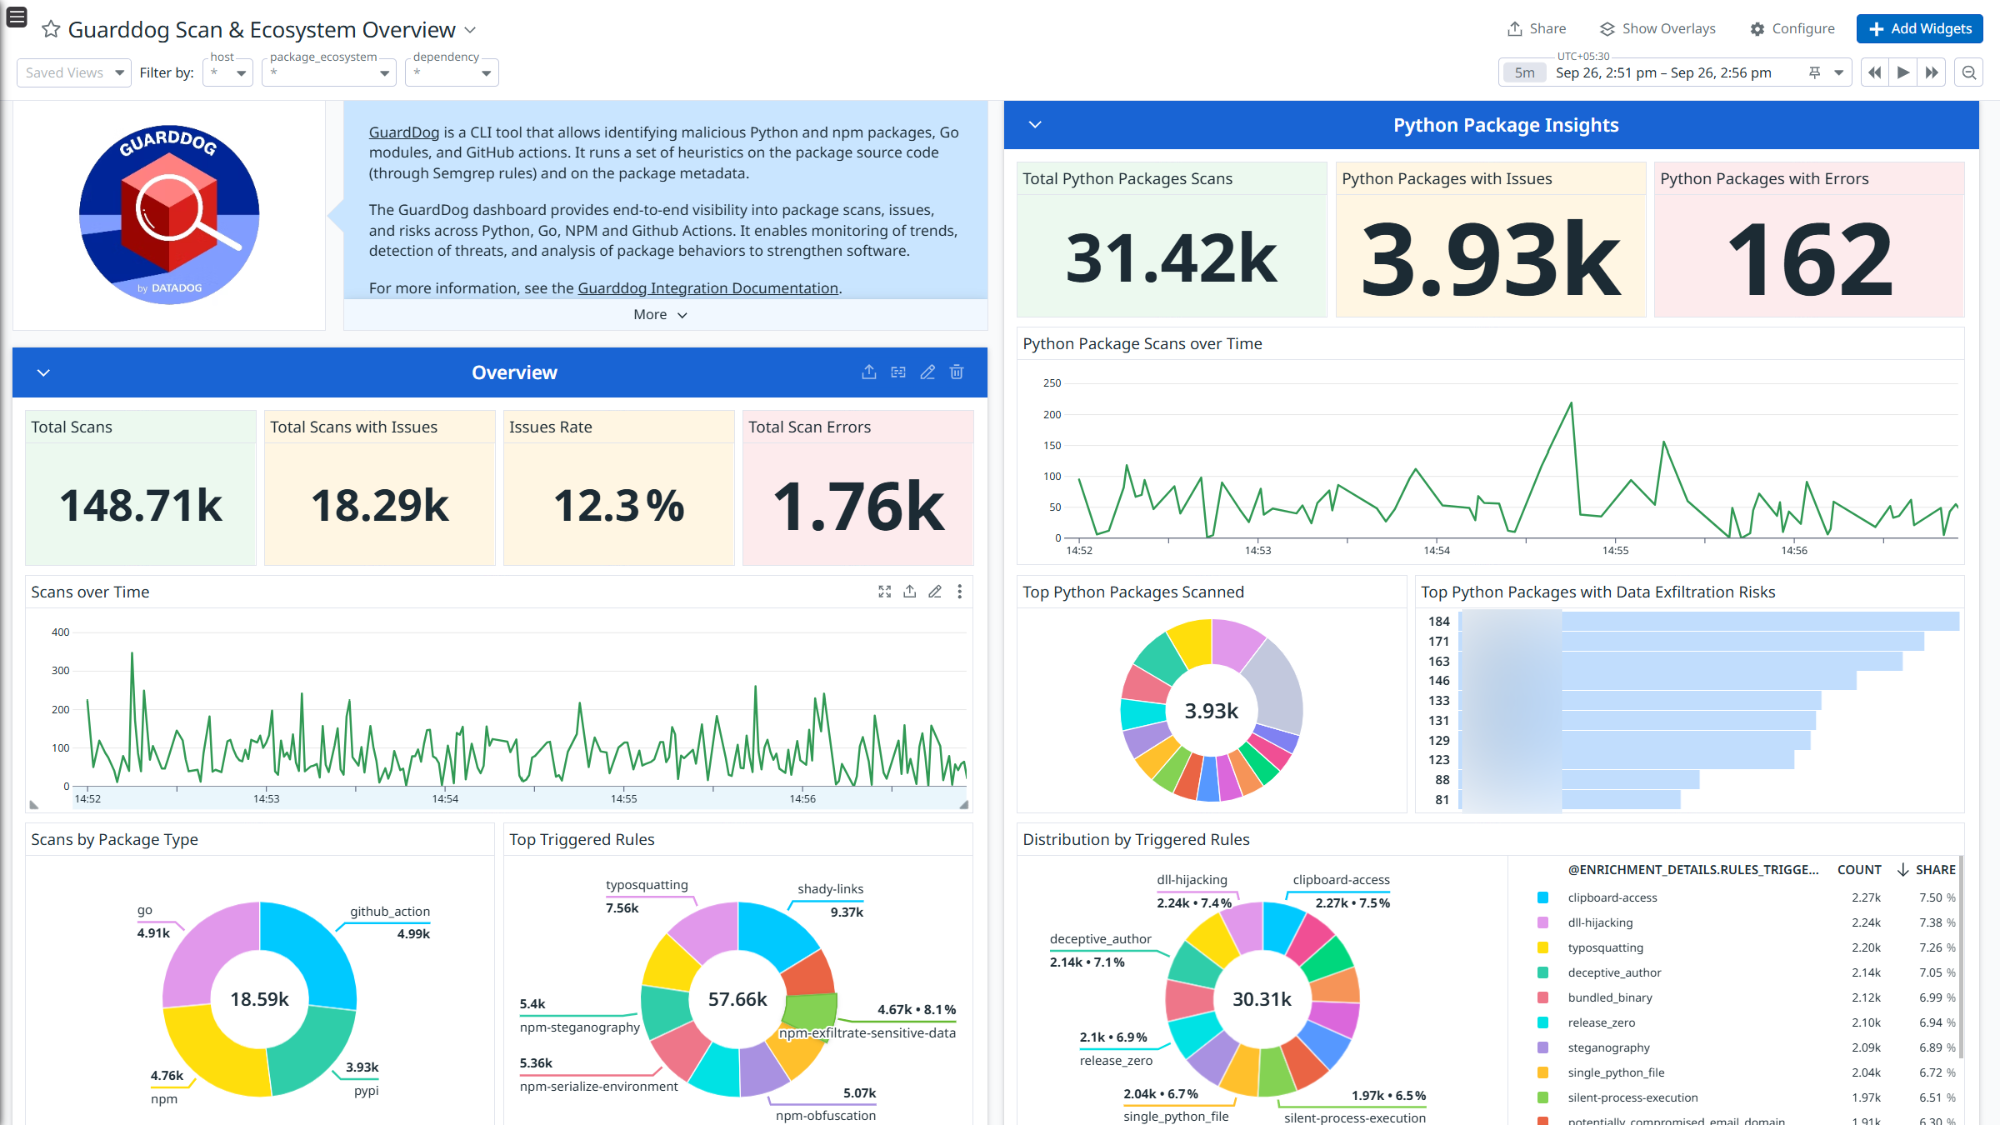 Guarddog Scan & Ecosystem Overview
Share
Show Overlays
Configure
Add Widgets
Saved Views
Filter by:
host
*
package_ecosystem
*
dependency
*
UTC+05:30
5m
Sep 26, 2:51 pm – Sep 26, 2:56 pm
GUARDDOG
by DATADOG
GuardDog is a CLI tool that allows identifying malicious Python and npm packages, Go
modules, and GitHub actions. It runs a set of heuristics on the package source code
(through Semgrep rules) and on the package metadata.
The GuardDog dashboard provides end-to-end visibility into package scans, issues,
and risks across Python, Go, NPM and Github Actions. It enables monitoring of trends,
detection of threats, and analysis of package behaviors to strengthen software.
For more information, see the Guarddog Integration Documentation.
More
Overview
Total Scans
148.71k
Total Scans with Issues
18.29k
Issues Rate
12.3%
Total Scan Errors
1.76k
Scans over Time
400
300
200
100
0
14:52
14:53
14:54
14:55
14:56
Scans by Package Type
go
4.91k
github_action
4.99k
18.59k
4.76k
npm
3.93k
pypi
Top Triggered Rules
typosquatting
7.56k
shady-links
9.37k
5.4k
npm-steganography
57.66k
4.67k • 8.1%
npm-exfiltrate-sensitive-data
5.36k
npm-serialize-environment
5.07k
npm-obfuscation
Python Package Insights
Total Python Packages Scans
31.42k
Python Packages with Issues
3.93k
Python Packages with Errors
162
Python Package Scans over Time
250
200
150
100
50
0
14:52
14:53
14:54
14:55
14:56
Top Python Packages Scanned
3.93k
Top Python Packages with Data Exfiltration Risks
184
171
163
146
133
131
129
123
88
81
Distribution by Triggered Rules
dll-hijacking
2.24k • 7.4%
clipboard-access
2.27k • 7.5%
deceptive_author
2.14k • 7.1%
30.31k
2.1k • 6.9%
release_zero
2.04k • 6.7%
single_python_file
1.97k • 6.5%
silent-process-execution
@ENRICHMENT_DETAILS.RULES_TRIGGE... COUNT SHARE
clipboard-access 2.27k 7.50 %
dll-hijacking 2.24k 7.38 %
typosquatting 2.20k 7.26 %
deceptive_author 2.14k 7.05 %
bundled_binary 2.12k 6.99 %
release_zero 2.10k 6.94 %
steganography 2.09k 6.89 %
single_python_file 2.04k 6.72 %
silent-process-execution 1.97k 6.51 %
potentially_compromised_email_domain 1.91k 6.30 %